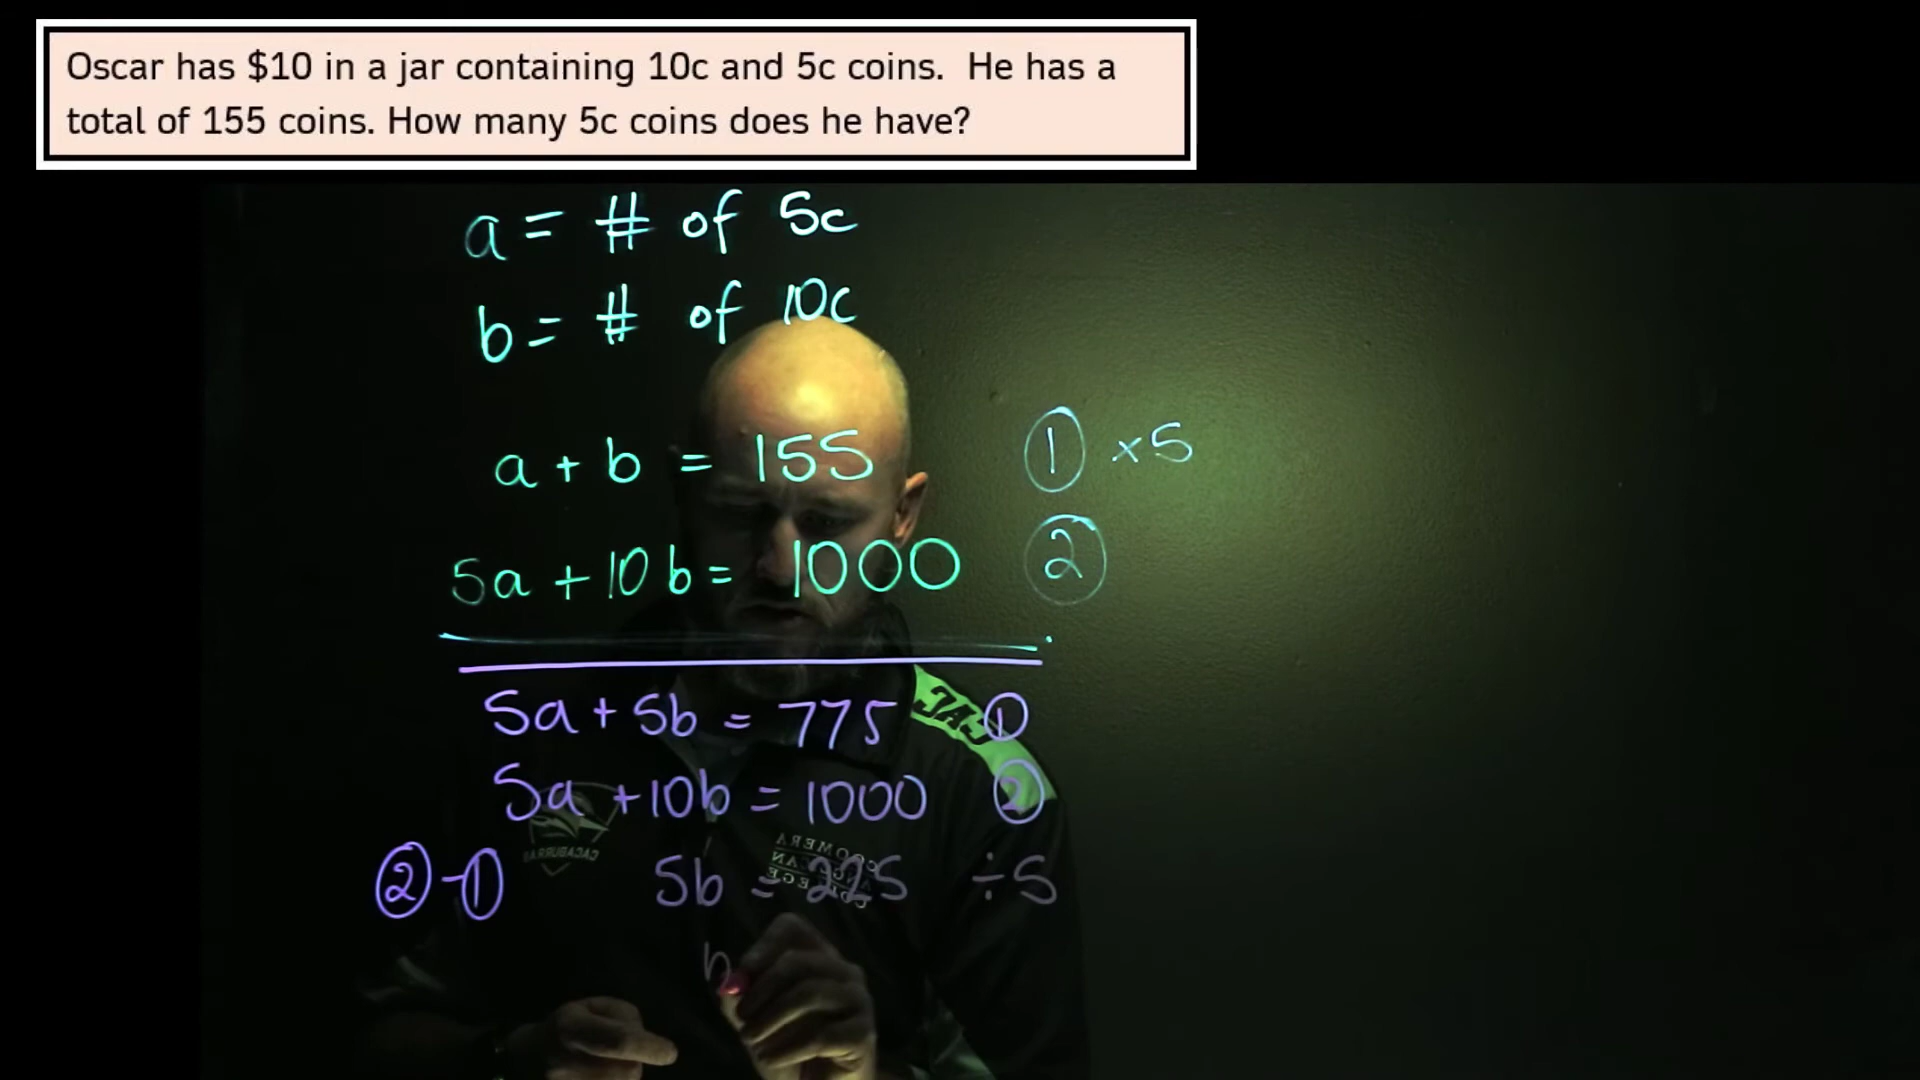 Oscar has $10 in a jar containing 10c and 5c coins. He has a
total of 155 coins. How many 5c coins does he have?
a = # of 5c
b = # of 10c
a + b = 155 ① ×5
5a + 10b = 1000 ②
5a + 5b = 775 ①
5a + 10b = 1000 ②
② - ① 5b = 225 ÷5
b
COOMERA